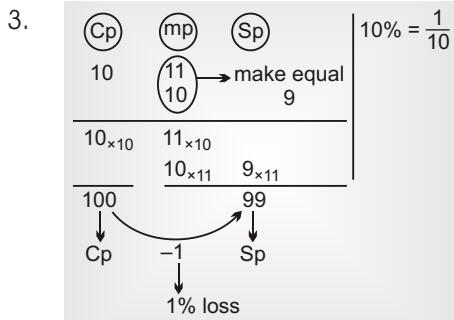 3.
Cp mp Sp 10% = 1/10
10 11 make equal
10 9
10×10 11×10
10×11 9×11
100 99
Cp –1 Sp
1% loss